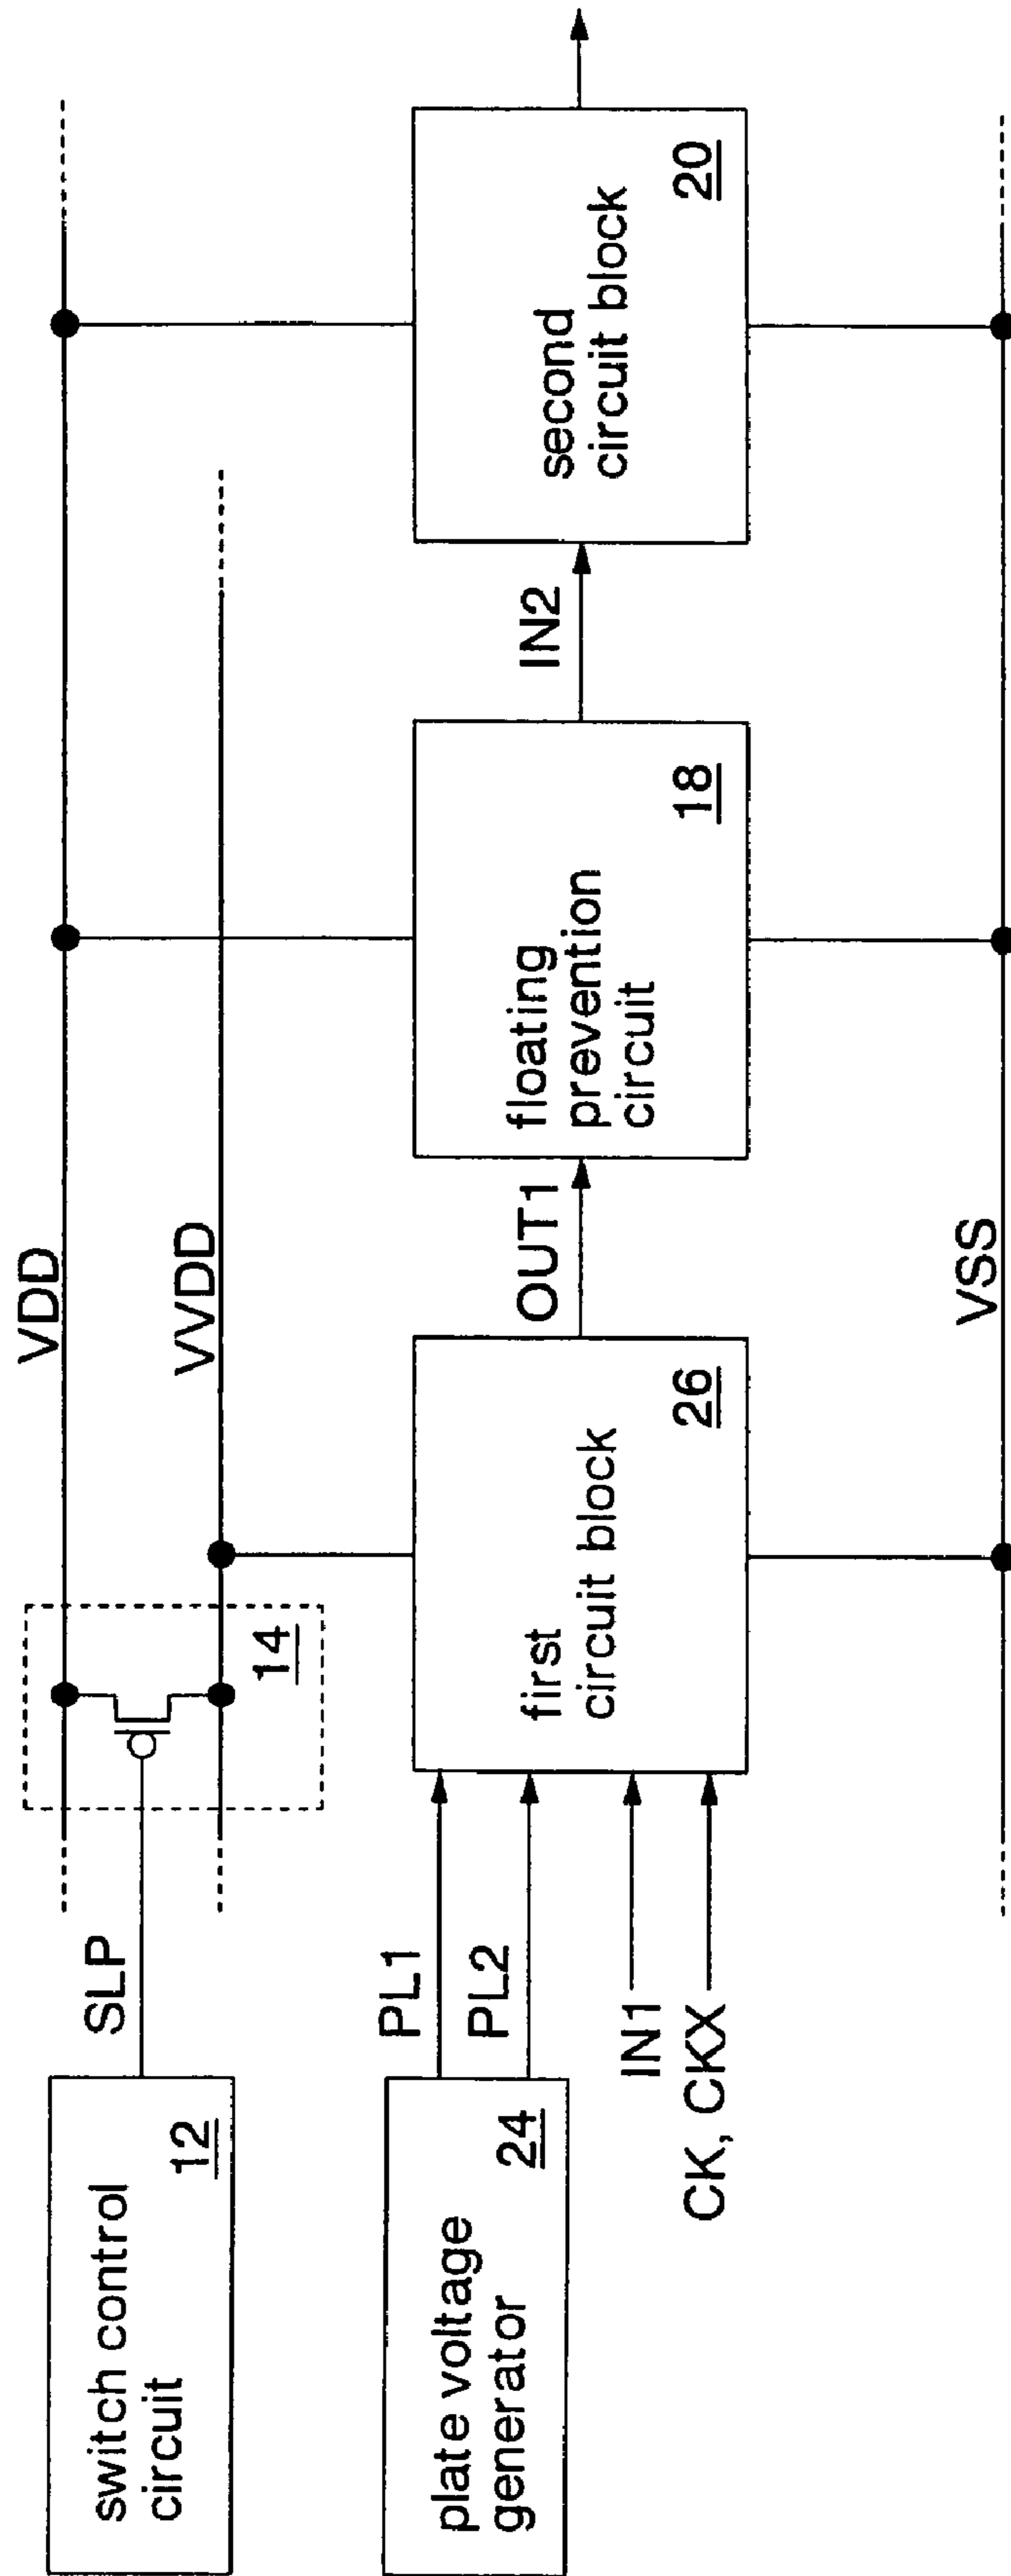 VDD
VVDD
14
SLP
switch control
circuit
12
PL1
PL2
plate voltage
generator
24
IN1
CK, CKX
first
circuit block
26
OUT1
floating
prevention
circuit
18
IN2
second
circuit block
20
VSS